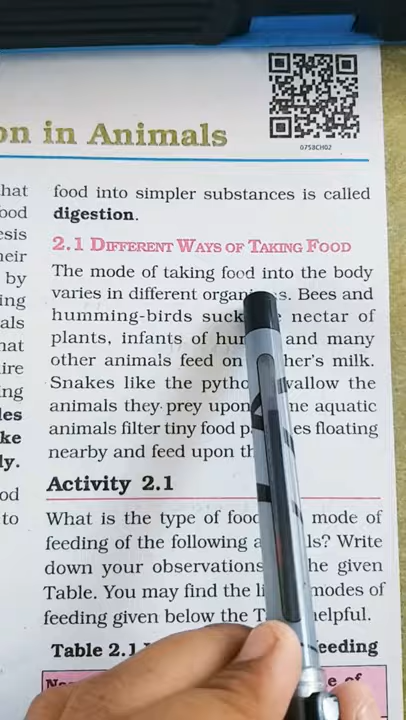 on in Animals
0758CH02
hat
ood
esis
heir
by
ing
als
hat
ire
ing
les
ke
ly.
od
to
food into simpler substances is called
digestion.
2.1 DIFFERENT WAYS OF TAKING FOOD
The mode of taking food into the body
varies in different organ s. Bees and
humming-birds suck nectar of
plants, infants of hu and many
other animals feed on her's milk.
Snakes like the pytho wallow the
animals they prey upon me aquatic
animals filter tiny food p es floating
nearby and feed upon th
Activity 2.1
What is the type of food mode of
feeding of the following ls? Write
down your observations he given
Table. You may find the li modes of
feeding given below the T helpful.
Table 2.1 eeding
e of